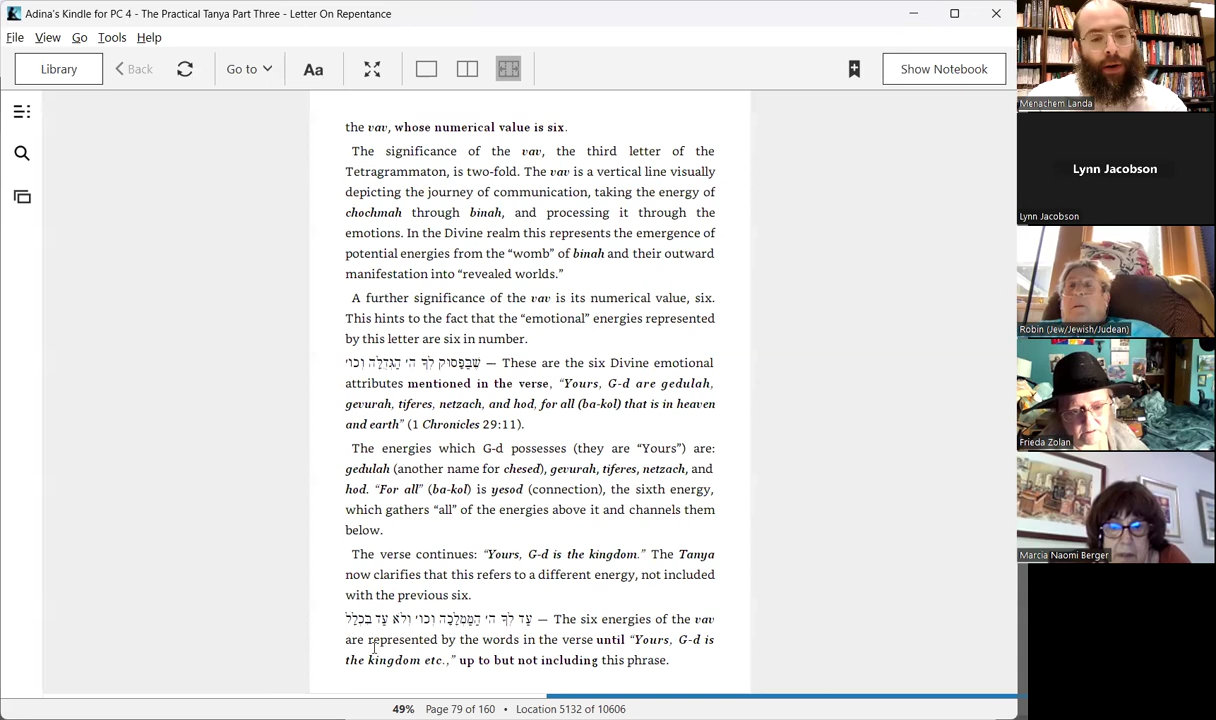 Adina's Kindle for PC 4 - The Practical Tanya Part Three - Letter On Repentance
File View Go Tools Help
Library Back Go to Aa Show Notebook
the vav, whose numerical value is six.
The significance of the vav, the third letter of the
Tetragrammaton, is two-fold. The vav is a vertical line visually
depicting the journey of communication, taking the energy of
chochmah through binah, and processing it through the
emotions. In the Divine realm this represents the emergence of
potential energies from the “womb” of binah and their outward
manifestation into “revealed worlds.”
A further significance of the vav is its numerical value, six.
This hints to the fact that the “emotional” energies represented
by this letter are six in number.
שֶׁבַּפָּסוּק לְךָ ה׳ הַגְּדֻלָּה וְכוּ׳ — These are the six Divine emotional
attributes mentioned in the verse, “Yours, G-d are gedulah,
gevurah, tiferes, netzach, and hod, for all (ba-kol) that is in heaven
and earth” (1 Chronicles 29:11).
The energies which G-d possesses (they are “Yours”) are:
gedulah (another name for chesed), gevurah, tiferes, netzach, and
hod. “For all” (ba-kol) is yesod (connection), the sixth energy,
which gathers “all” of the energies above it and channels them
below.
The verse continues: “Yours, G-d is the kingdom.” The Tanya
now clarifies that this refers to a different energy, not included
with the previous six.
עַד לְךָ ה׳ הַמַּמְלָכָה וְכוּ׳ וְלֹא עַד בִּכְלָל — The six energies of the vav
are represented by the words in the verse until “Yours, G-d is
the kingdom etc.,” up to but not including this phrase.
49% Page 79 of 160 • Location 5132 of 10606
Menachem Landa
Lynn Jacobson
Lynn Jacobson
Robin (Jew/Jewish/Judean)
Frieda Zolan
Marcia Naomi Berger